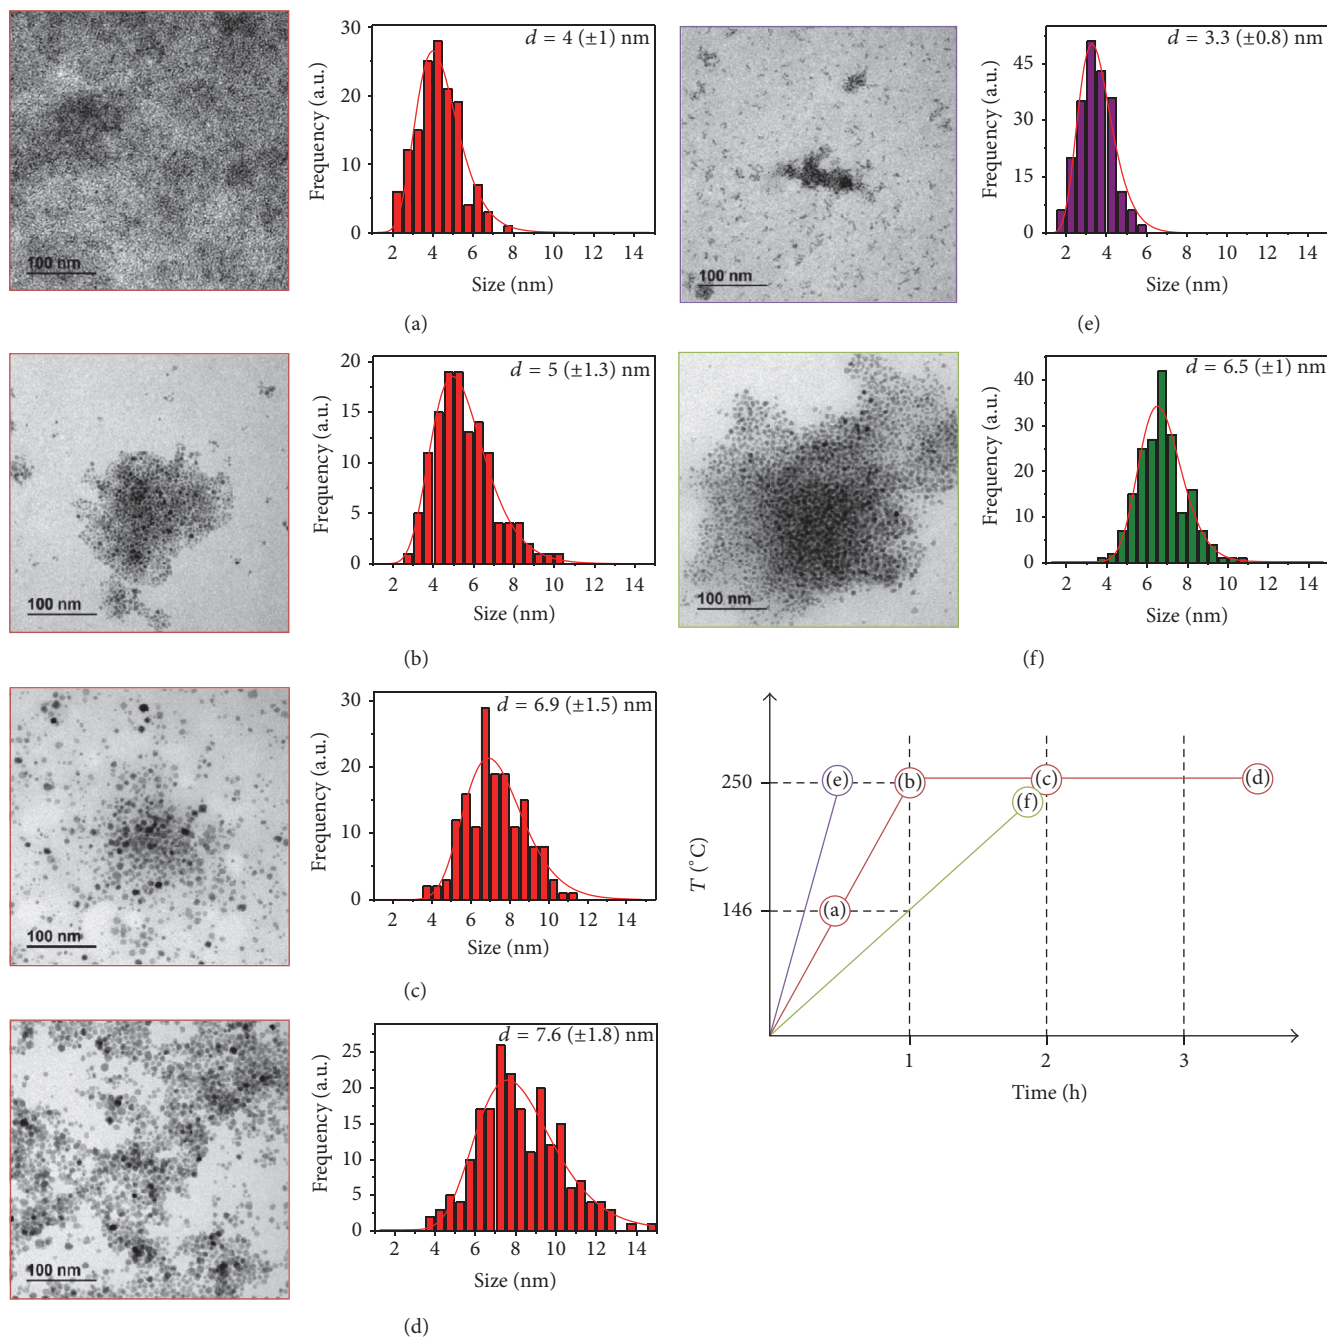 30
20
10
0
Frequency (a.u.)
d = 4 (±1) nm
2 4 6 8 10 12 14
Size (nm)
100 nm
(a)
45
30
15
0
Frequency (a.u.)
d = 3.3 (±0.8) nm
2 4 6 8 10 12 14
Size (nm)
100 nm
(e)
20
15
10
5
0
Frequency (a.u.)
d = 5 (±1.3) nm
2 4 6 8 10 12 14
Size (nm)
100 nm
(b)
40
30
20
10
0
Frequency (a.u.)
d = 6.5 (±1) nm
2 4 6 8 10 12 14
Size (nm)
100 nm
(f)
30
20
10
0
Frequency (a.u.)
d = 6.9 (±1.5) nm
2 4 6 8 10 12 14
Size (nm)
100 nm
(c)
25
20
15
10
5
0
Frequency (a.u.)
d = 7.6 (±1.8) nm
2 4 6 8 10 12 14
Size (nm)
100 nm
(d)
T (°C)
250
146
(e) (b) (c) (d)
(f)
(a)
1 2 3
Time (h)